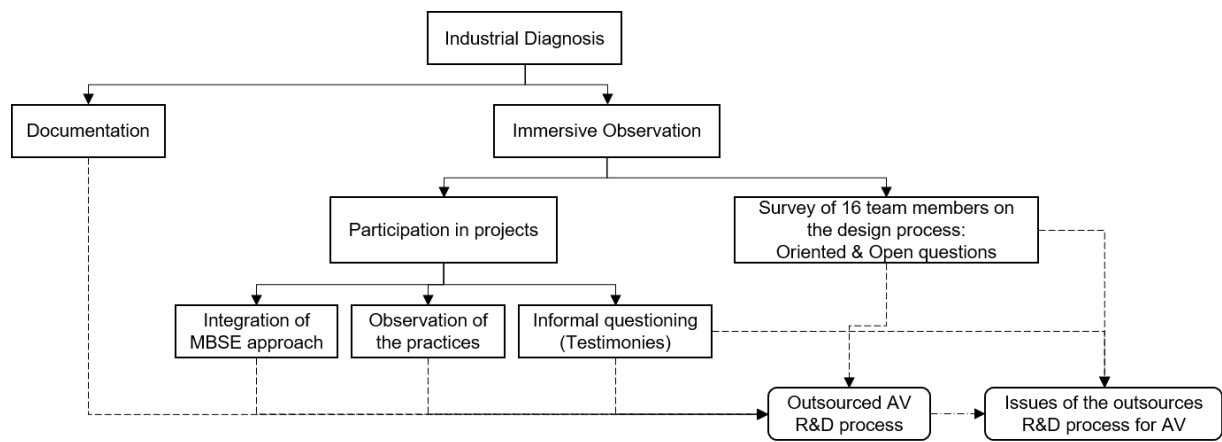 Industrial Diagnosis
Documentation
Immersive Observation
Participation in projects
Survey of 16 team members on
the design process:
Oriented & Open questions
Integration of
MBSE approach
Observation of
the practices
Informal questioning
(Testimonies)
Outsourced AV
R&D process
Issues of the outsources
R&D process for AV